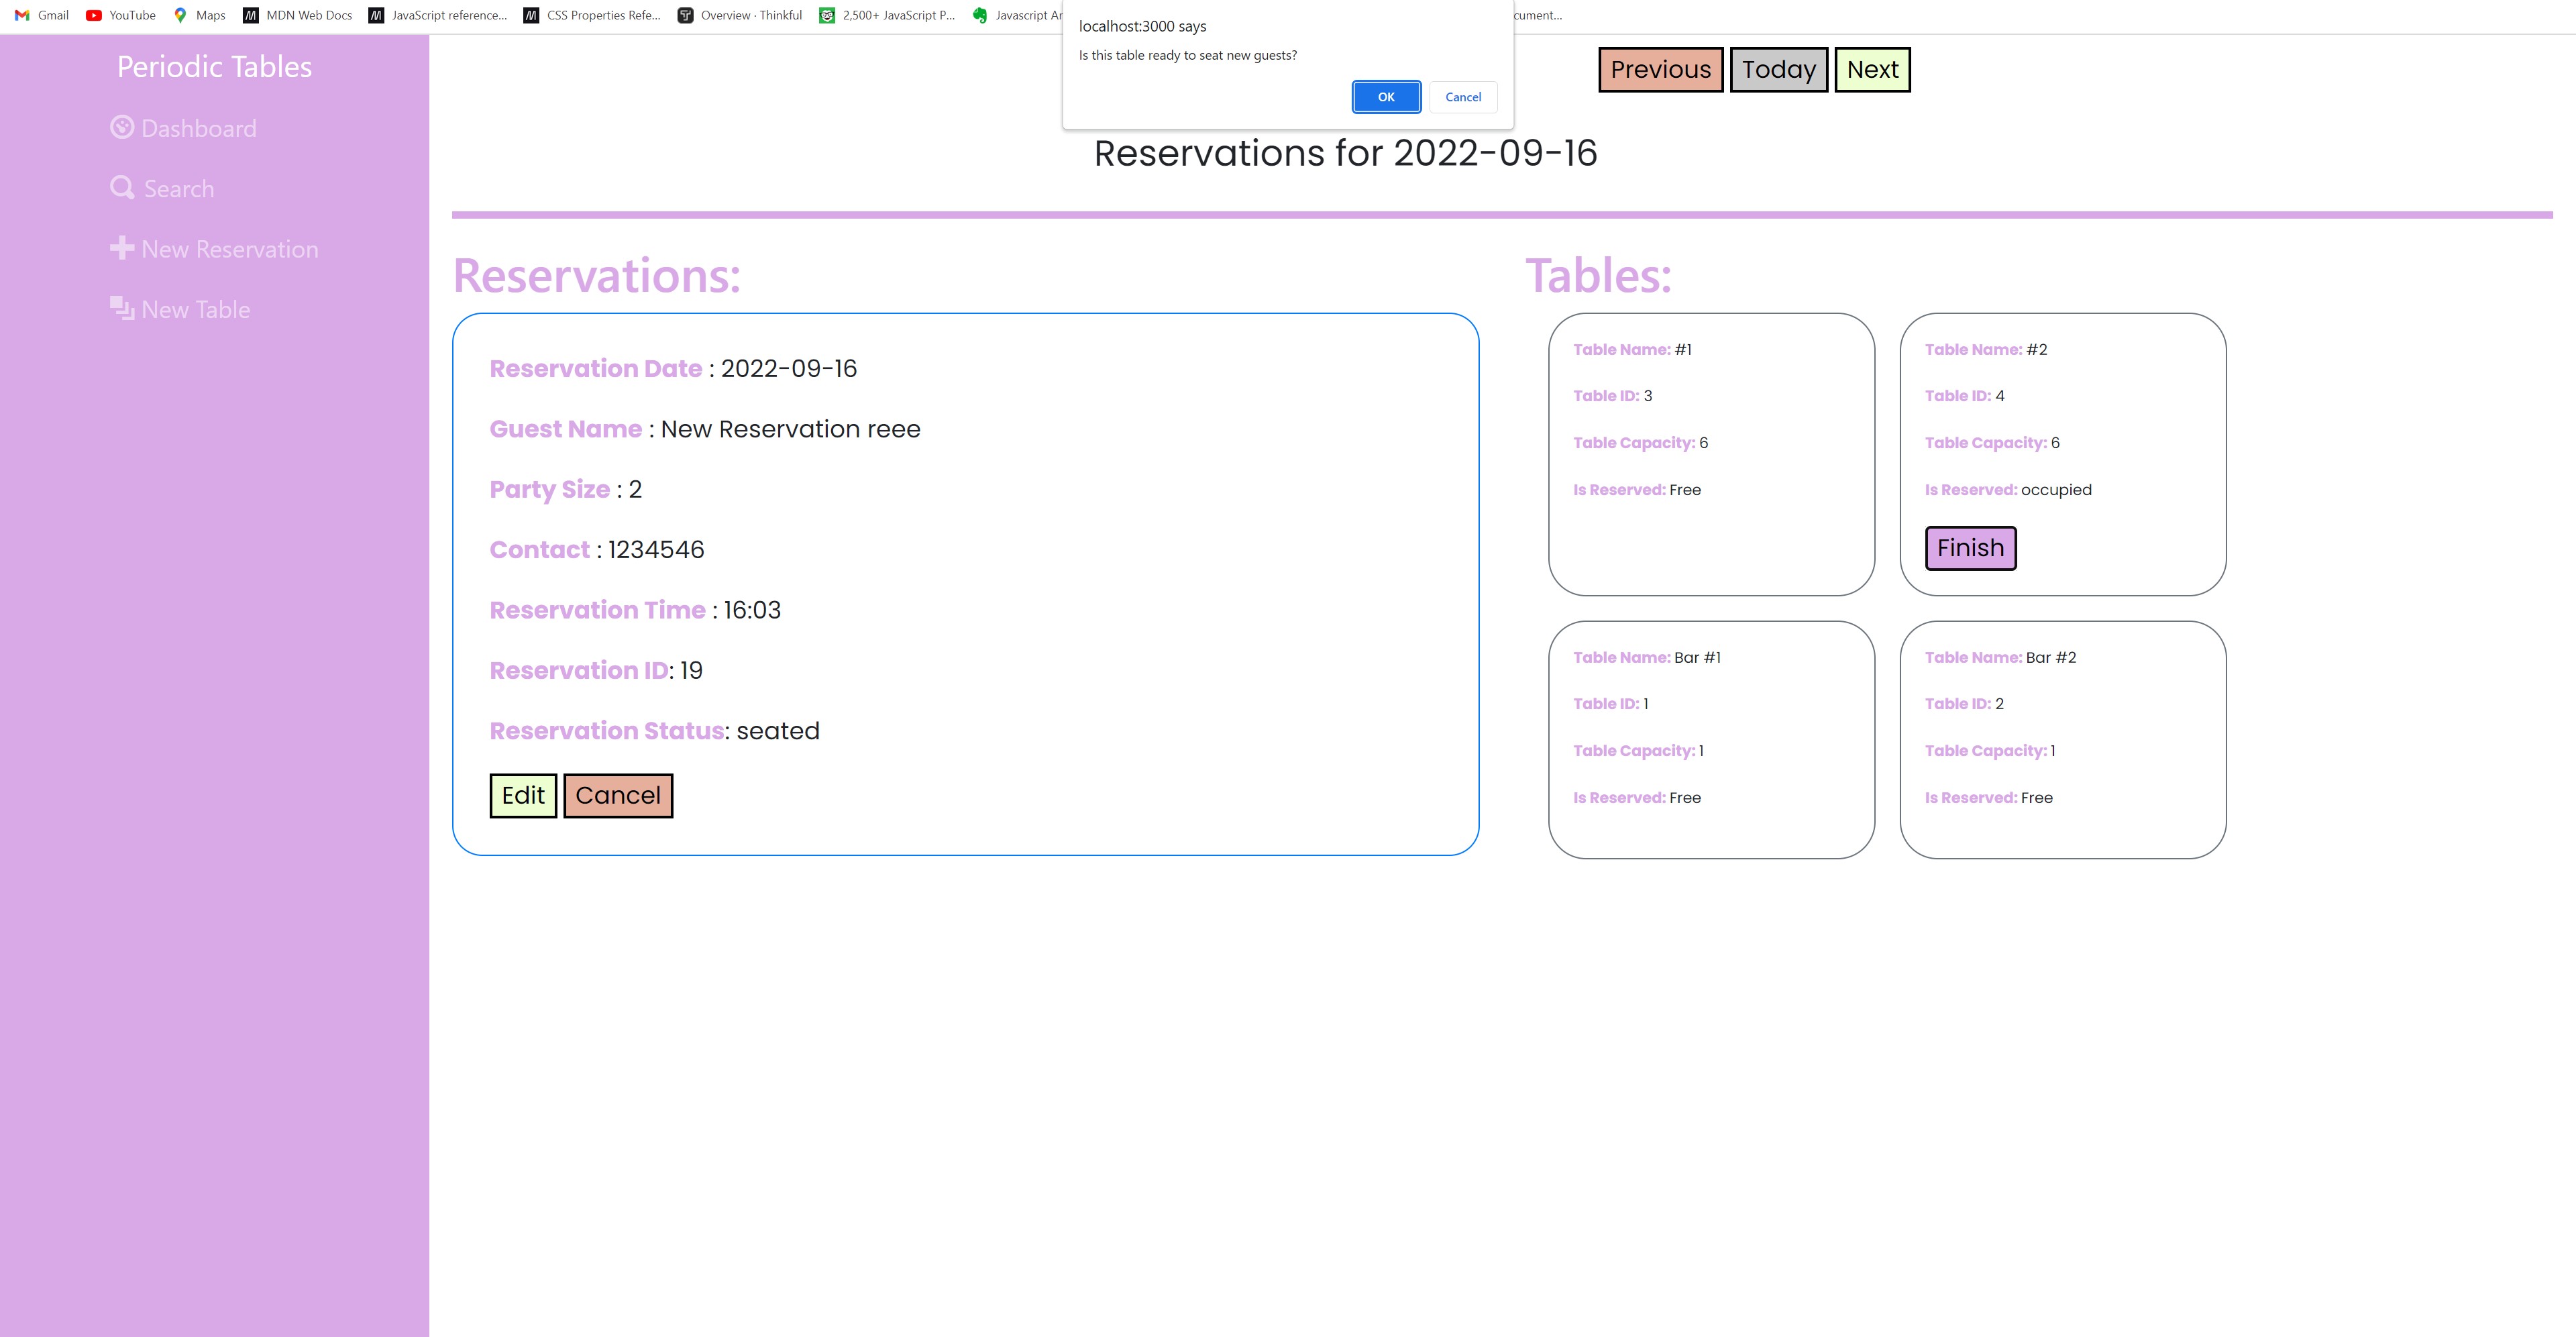 Gmail YouTube Maps MDN Web Docs JavaScript reference... CSS Properties Refe... Overview · Thinkful 2,500+ JavaScript P... Javascript Ar cument...
localhost:3000 says
Is this table ready to seat new guests?
OK Cancel
Previous Today Next
Periodic Tables
Dashboard
Search
New Reservation
New Table
Reservations for 2022-09-16
Reservations:
Reservation Date : 2022-09-16
Guest Name : New Reservation reee
Party Size : 2
Contact : 1234546
Reservation Time : 16:03
Reservation ID: 19
Reservation Status: seated
Edit Cancel
Tables:
Table Name: #1
Table ID: 3
Table Capacity: 6
Is Reserved: Free
Table Name: #2
Table ID: 4
Table Capacity: 6
Is Reserved: occupied
Finish
Table Name: Bar #1
Table ID: 1
Table Capacity: 1
Is Reserved: Free
Table Name: Bar #2
Table ID: 2
Table Capacity: 1
Is Reserved: Free